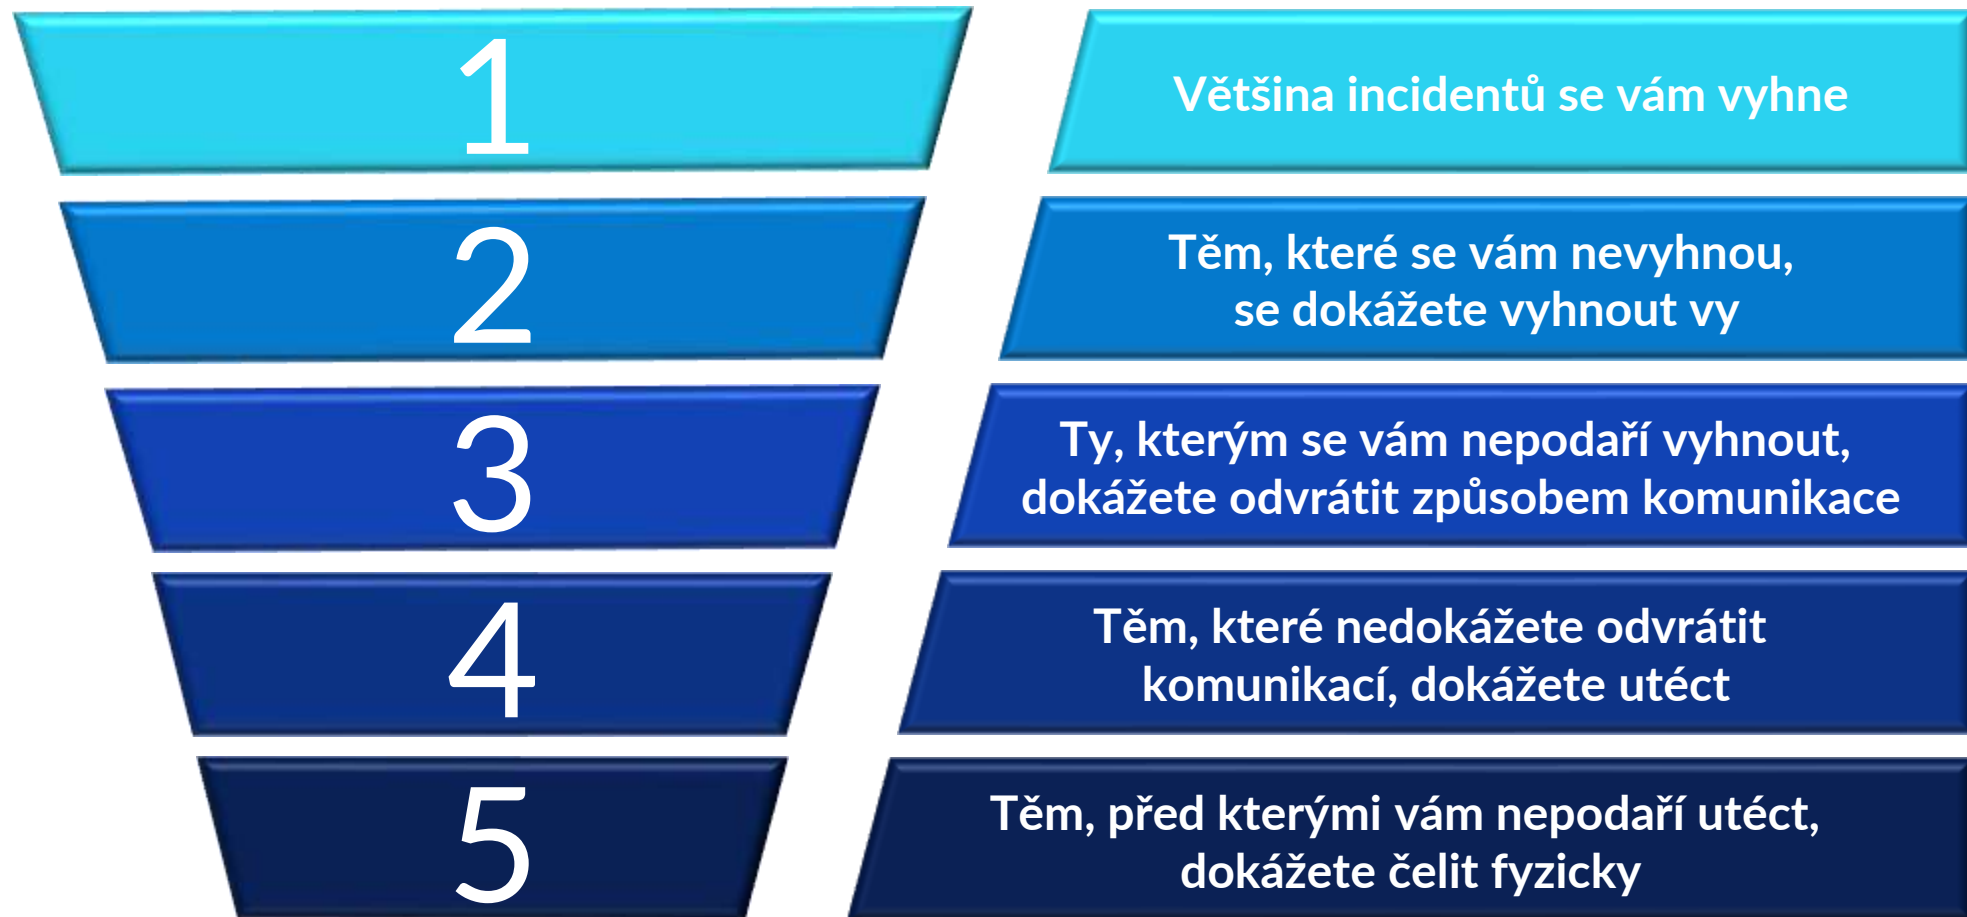 1
Většina incidentů se vám vyhne
2
Těm, které se vám nevyhnou,
se dokážete vyhnout vy
3
Ty, kterým se vám nepodaří vyhnout,
dokážete odvrátit způsobem komunikace
4
Těm, které nedokážete odvrátit
komunikací, dokážete utéct
5
Těm, před kterými vám nepodaří utéct,
dokážete čelit fyzicky